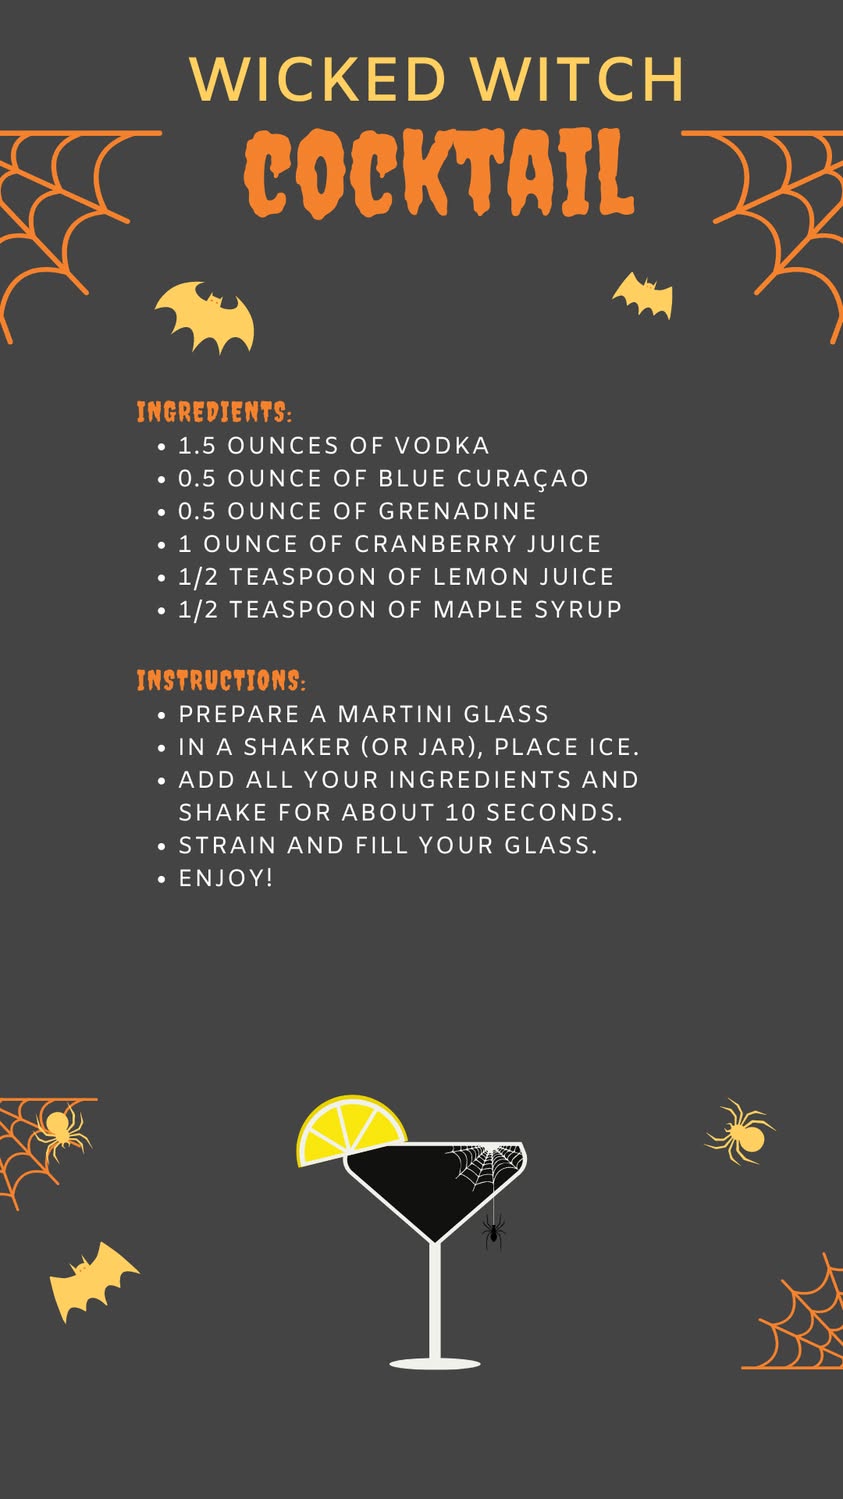 WICKED WITCH
COCKTAIL
INGREDIENTS:
• 1.5 OUNCES OF VODKA
• 0.5 OUNCE OF BLUE CURAÇAO
• 0.5 OUNCE OF GRENADINE
• 1 OUNCE OF CRANBERRY JUICE
• 1/2 TEASPOON OF LEMON JUICE
• 1/2 TEASPOON OF MAPLE SYRUP
INSTRUCTIONS:
• PREPARE A MARTINI GLASS
• IN A SHAKER (OR JAR), PLACE ICE.
• ADD ALL YOUR INGREDIENTS AND
SHAKE FOR ABOUT 10 SECONDS.
• STRAIN AND FILL YOUR GLASS.
• ENJOY!